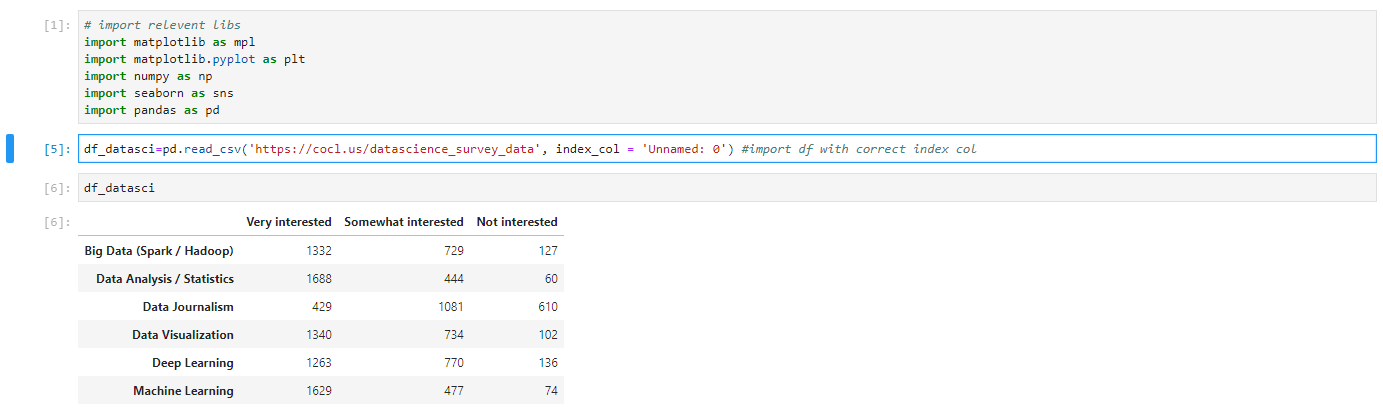 [1]: # import relevent libs
import matplotlib as mpl
import matplotlib.pyplot as plt
import numpy as np
import seaborn as sns
import pandas as pd
[5]: df_datasci=pd.read_csv('https://cocl.us/datascience_survey_data', index_col = 'Unnamed: 0') #import df with correct index col
[6]: df_datasci
[6]: Very interested Somewhat interested Not interested
Big Data (Spark / Hadoop) 1332 729 127
Data Analysis / Statistics 1688 444 60
Data Journalism 429 1081 610
Data Visualization 1340 734 102
Deep Learning 1263 770 136
Machine Learning 1629 477 74